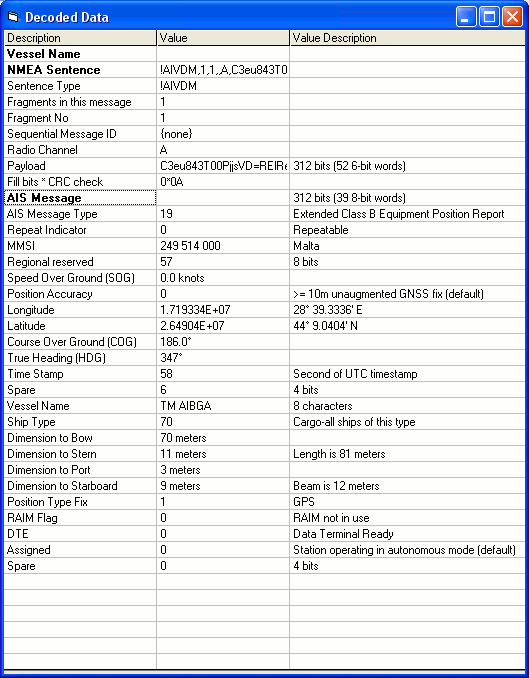 Decoded Data
Description Value Value Description
Vessel Name
NMEA Sentence !AIVDM,1,1,,A,C3eu843T0
Sentence Type !AIVDM
Fragments in this message 1
Fragment No 1
Sequential Message ID {none}
Radio Channel A
Payload C3eu843T00PjjsVD=REIRe 312 bits (52 6-bit words)
Fill bits * CRC check 0*0A
AIS Message 312 bits (39 8-bit words)
AIS Message Type 19 Extended Class B Equipment Position Report
Repeat Indicator 0 Repeatable
MMSI 249 514 000 Malta
Regional reserved 57 8 bits
Speed Over Ground (SOG) 0.0 knots
Position Accuracy 0 >= 10m unaugmented GNSS fix (default)
Longitude 1.719334E+07 28° 39.3336' E
Latitude 2.64904E+07 44° 9.0404' N
Course Over Ground (COG) 186.0°
True Heading (HDG) 347°
Time Stamp 58 Second of UTC timestamp
Spare 6 4 bits
Vessel Name TM AIBGA 8 characters
Ship Type 70 Cargo-all ships of this type
Dimension to Bow 70 meters
Dimension to Stern 11 meters Length is 81 meters
Dimension to Port 3 meters
Dimension to Starboard 9 meters Beam is 12 meters
Position Type Fix 1 GPS
RAIM Flag 0 RAIM not in use
DTE 0 Data Terminal Ready
Assigned 0 Station operating in autonomous mode (default)
Spare 0 4 bits